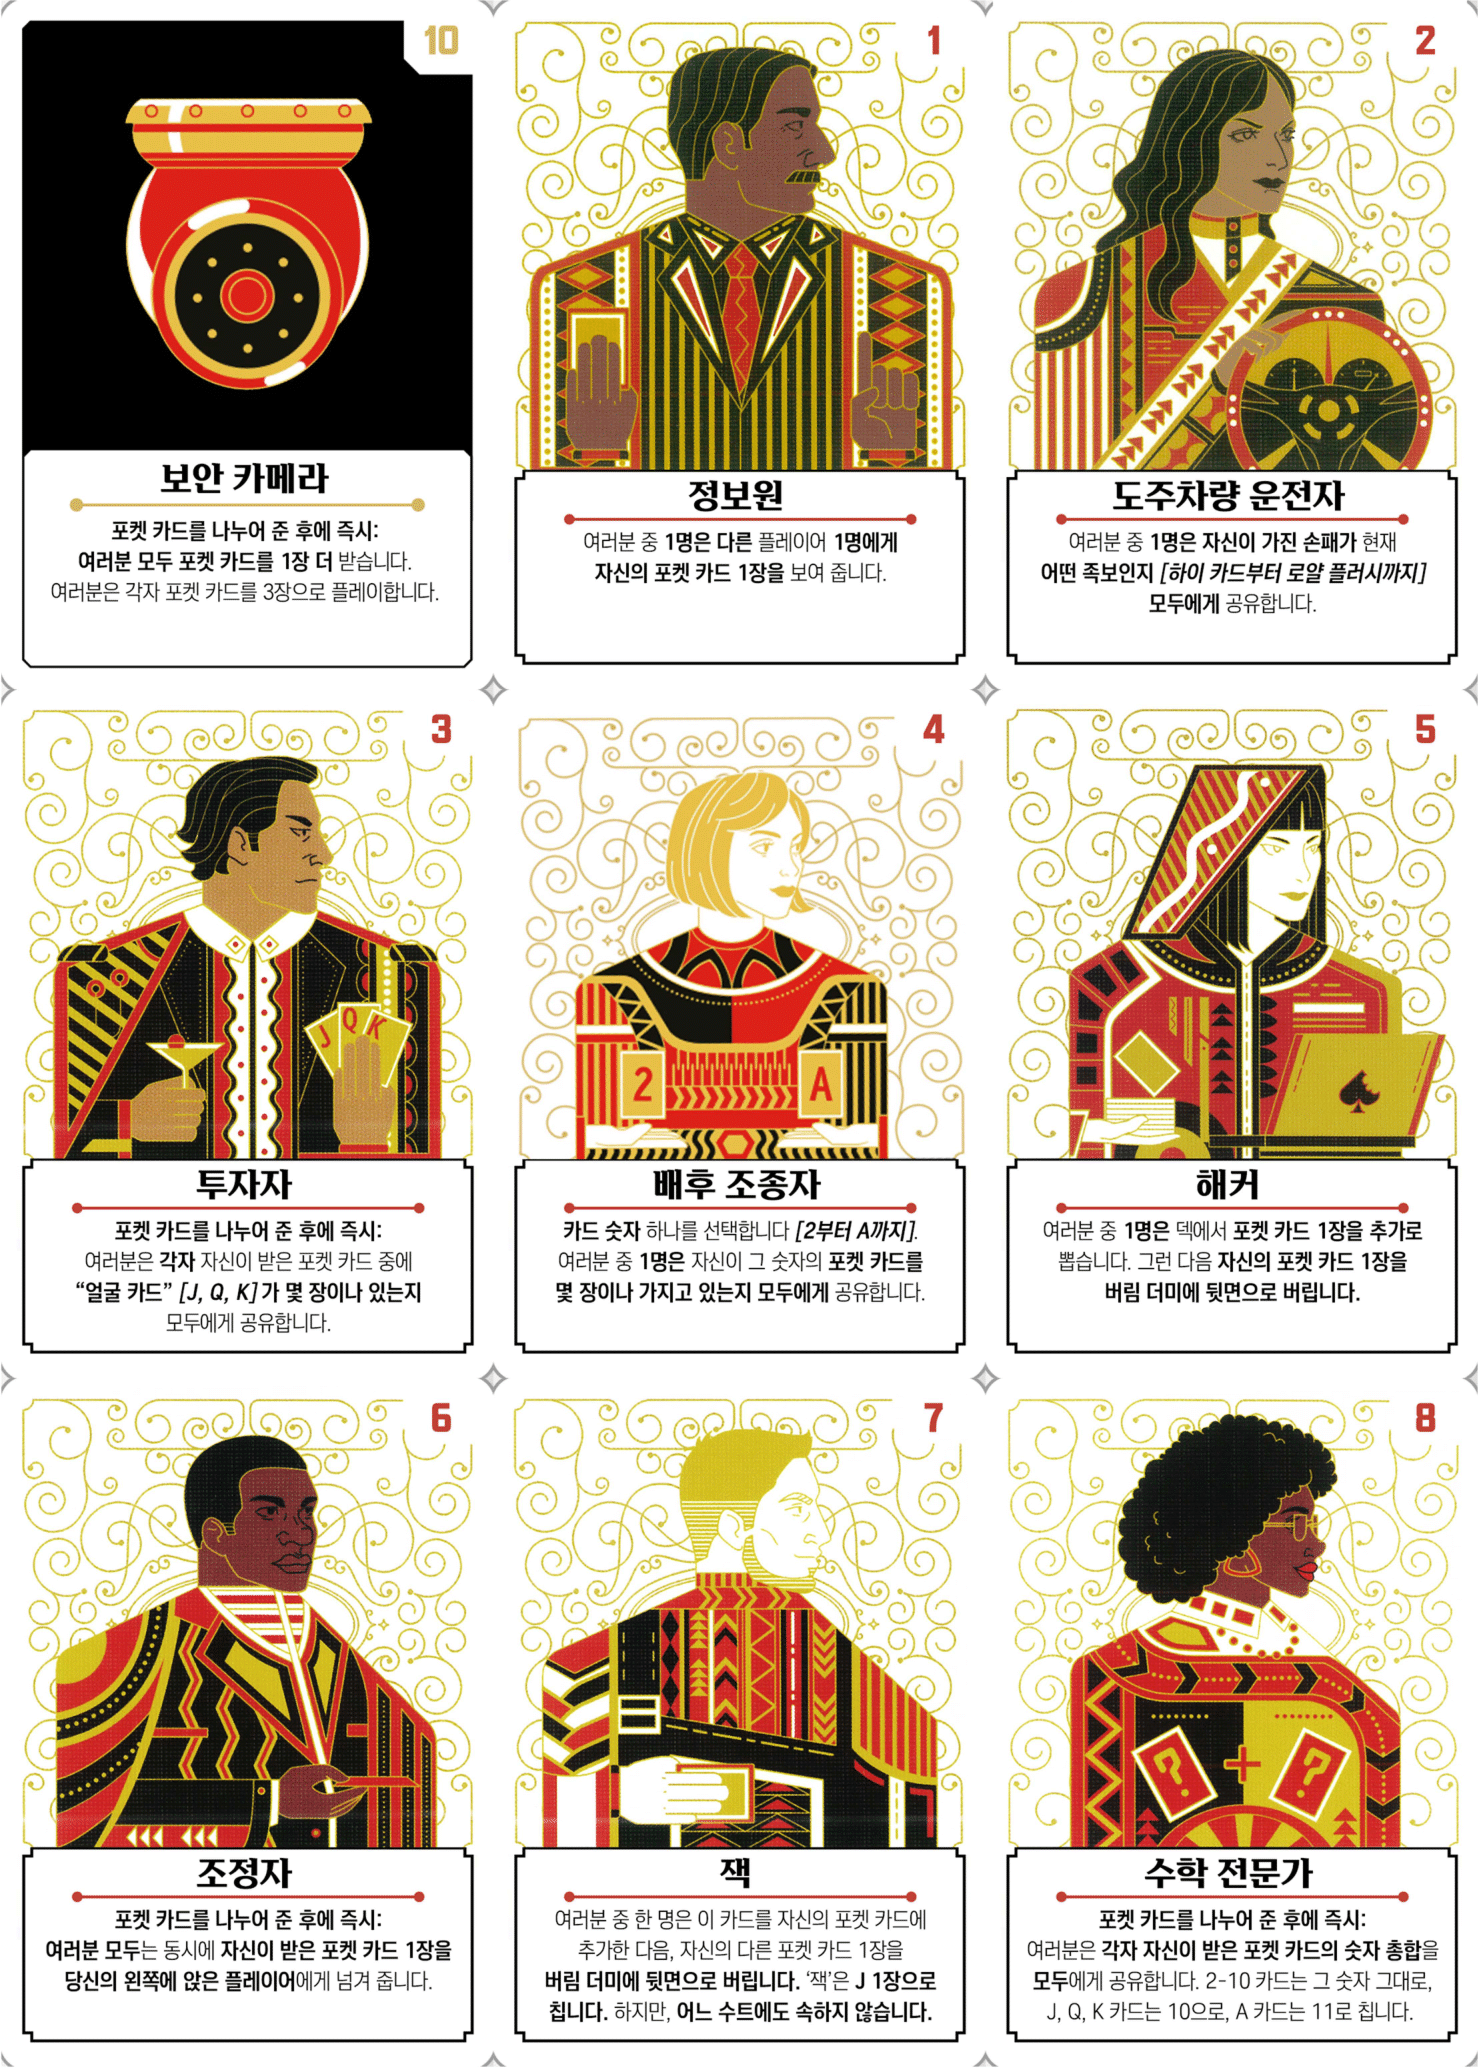 10
보안 카메라
포켓 카드를 나누어 준 후에 즉시:
여러분 모두 포켓 카드를 1장 더 받습니다.
여러분은 각자 포켓 카드를 3장으로 플레이합니다.
1
정보원
여러분 중 1명은 다른 플레이어 1명에게
자신의 포켓 카드 1장을 보여 줍니다.
2
도주차량 운전자
여러분 중 1명은 자신이 가진 손패가 현재
어떤 족보인지 [하이 카드부터 로얄 플러시까지]
모두에게 공유합니다.
3
J Q K
투자자
포켓 카드를 나누어 준 후에 즉시:
여러분은 각자 자신이 받은 포켓 카드 중에
“얼굴 카드” [J, Q, K]가 몇 장이나 있는지
모두에게 공유합니다.
4
2 A
배후 조종자
카드 숫자 하나를 선택합니다 [2부터 A까지].
여러분 중 1명은 자신이 그 숫자의 포켓 카드를
몇 장이나 가지고 있는지 모두에게 공유합니다.
5
해커
여러분 중 1명은 덱에서 포켓 카드 1장을 추가로
뽑습니다. 그런 다음 자신의 포켓 카드 1장을
버림 더미에 뒷면으로 버립니다.
6
조정자
포켓 카드를 나누어 준 후에 즉시:
여러분 모두는 동시에 자신이 받은 포켓 카드 1장을
당신의 왼쪽에 앉은 플레이어에게 넘겨 줍니다.
7
잭
여러분 중 한 명은 이 카드를 자신의 포켓 카드에
추가한 다음, 자신의 다른 포켓 카드 1장을
버림 더미에 뒷면으로 버립니다. ‘잭’은 J 1장으로
칩니다. 하지만, 어느 수트에도 속하지 않습니다.
8
? + ?
수학 전문가
포켓 카드를 나누어 준 후에 즉시:
여러분은 각자 자신이 받은 포켓 카드의 숫자 총합을
모두에게 공유합니다. 2-10 카드는 그 숫자 그대로,
J, Q, K 카드는 10으로, A 카드는 11로 칩니다.